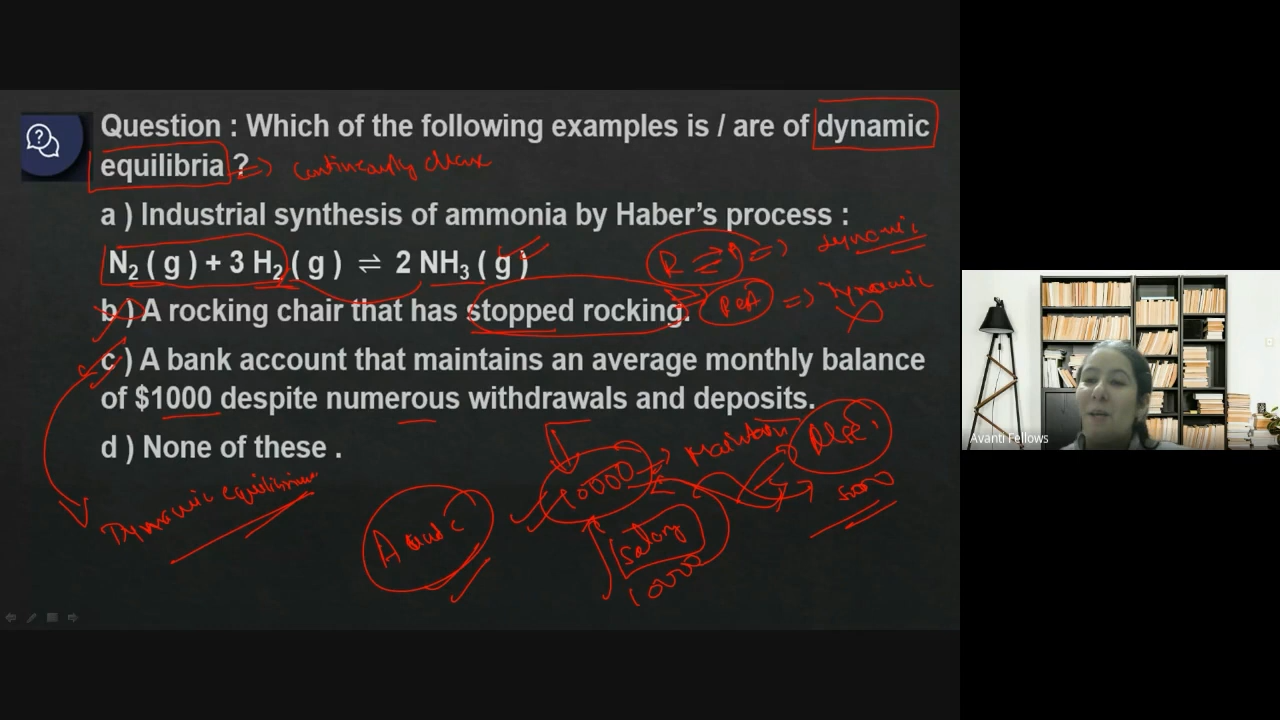 Question : Which of the following examples is / are of dynamic
equilibria ?
a ) Industrial synthesis of ammonia by Haber's process :
N₂ ( g ) + 3 H₂ ( g ) ⇌ 2 NH₃ ( g )
R ⇌ P => dynamic
b ) A rocking chair that has stopped rocking.
Rest => Dynamic
c ) A bank account that maintains an average monthly balance
of $1000 despite numerous withdrawals and deposits.
d ) None of these .
Dynamic equilibrium
A and C
10000 => Maintain
Salary
10000
5000
Avanti Fellows